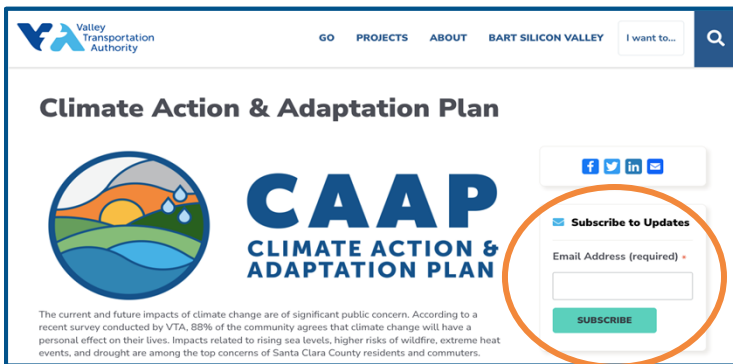 Valley
Transportation
Authority
GO PROJECTS ABOUT BART SILICON VALLEY I want to...
Climate Action & Adaptation Plan
CAAP
CLIMATE ACTION &
ADAPTATION PLAN
Subscribe to Updates
Email Address (required) *
SUBSCRIBE
The current and future impacts of climate change are of significant public concern. According to a
recent survey conducted by VTA, 88% of the community agrees that climate change will have a
personal effect on their lives. Impacts related to rising sea levels, higher risks of wildfire, extreme heat
events, and drought are among the top concerns of Santa Clara County residents and commuters.